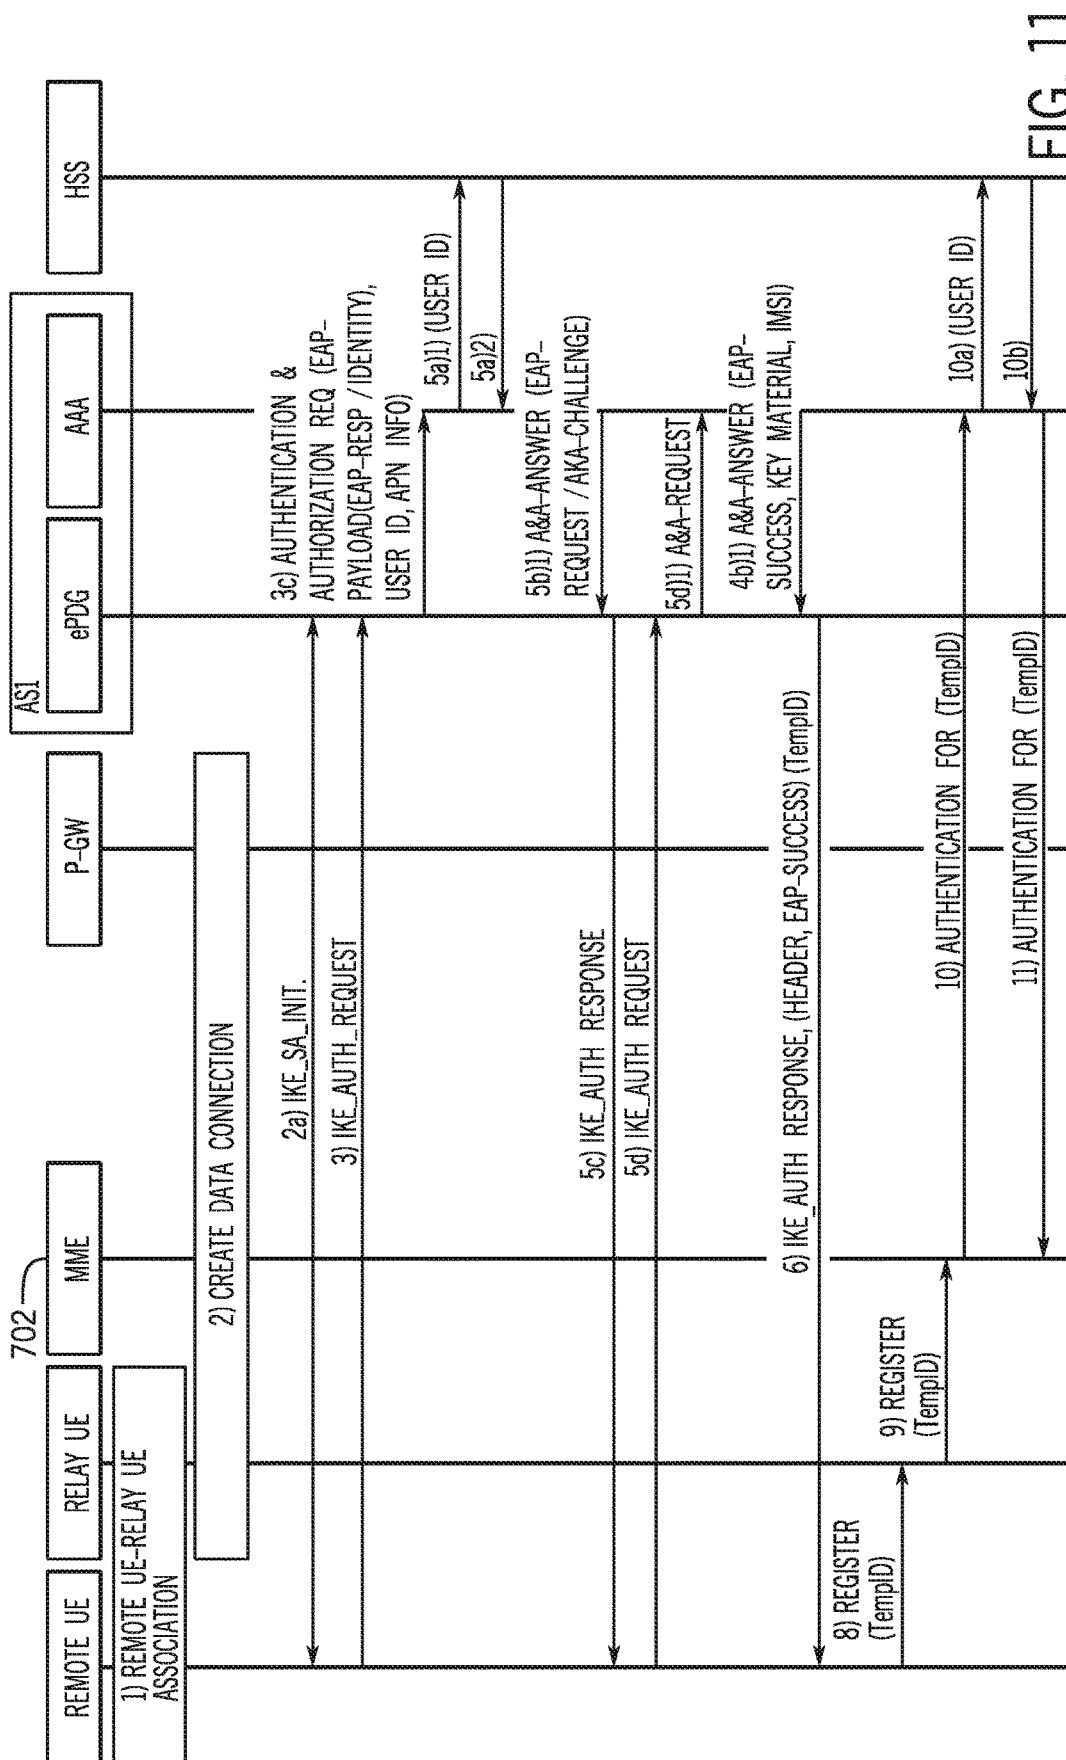 AS1
702
REMOTE UE
RELAY UE
MME
P-GW
ePDG
AAA
HSS
1) REMOTE UE-RELAY UE
ASSOCIATION
2) CREATE DATA CONNECTION
2a) IKE_SA_INIT.
3) IKE_AUTH_REQUEST
3c) AUTHENTICATION &
AUTHORIZATION REQ (EAP-
PAYLOAD(EAP-RESP/IDENTITY),
USER ID, APN INFO)
5a)1) (USER ID)
5a)2)
5b)1) A&A-ANSWER (EAP-
REQUEST/AKA-CHALLENGE)
5c) IKE_AUTH RESPONSE
5d) IKE_AUTH REQUEST
5d)1) A&A-REQUEST
4b)1) A&A-ANSWER (EAP-
SUCCESS, KEY MATERIAL, IMSI)
6) IKE_AUTH RESPONSE, (HEADER, EAP-SUCCESS) (TempID)
8) REGISTER
(TempID)
9) REGISTER
(TempID)
10) AUTHENTICATION FOR (TempID)
10a) (USER ID)
10b)
11) AUTHENTICATION FOR (TempID)
FIG. 11